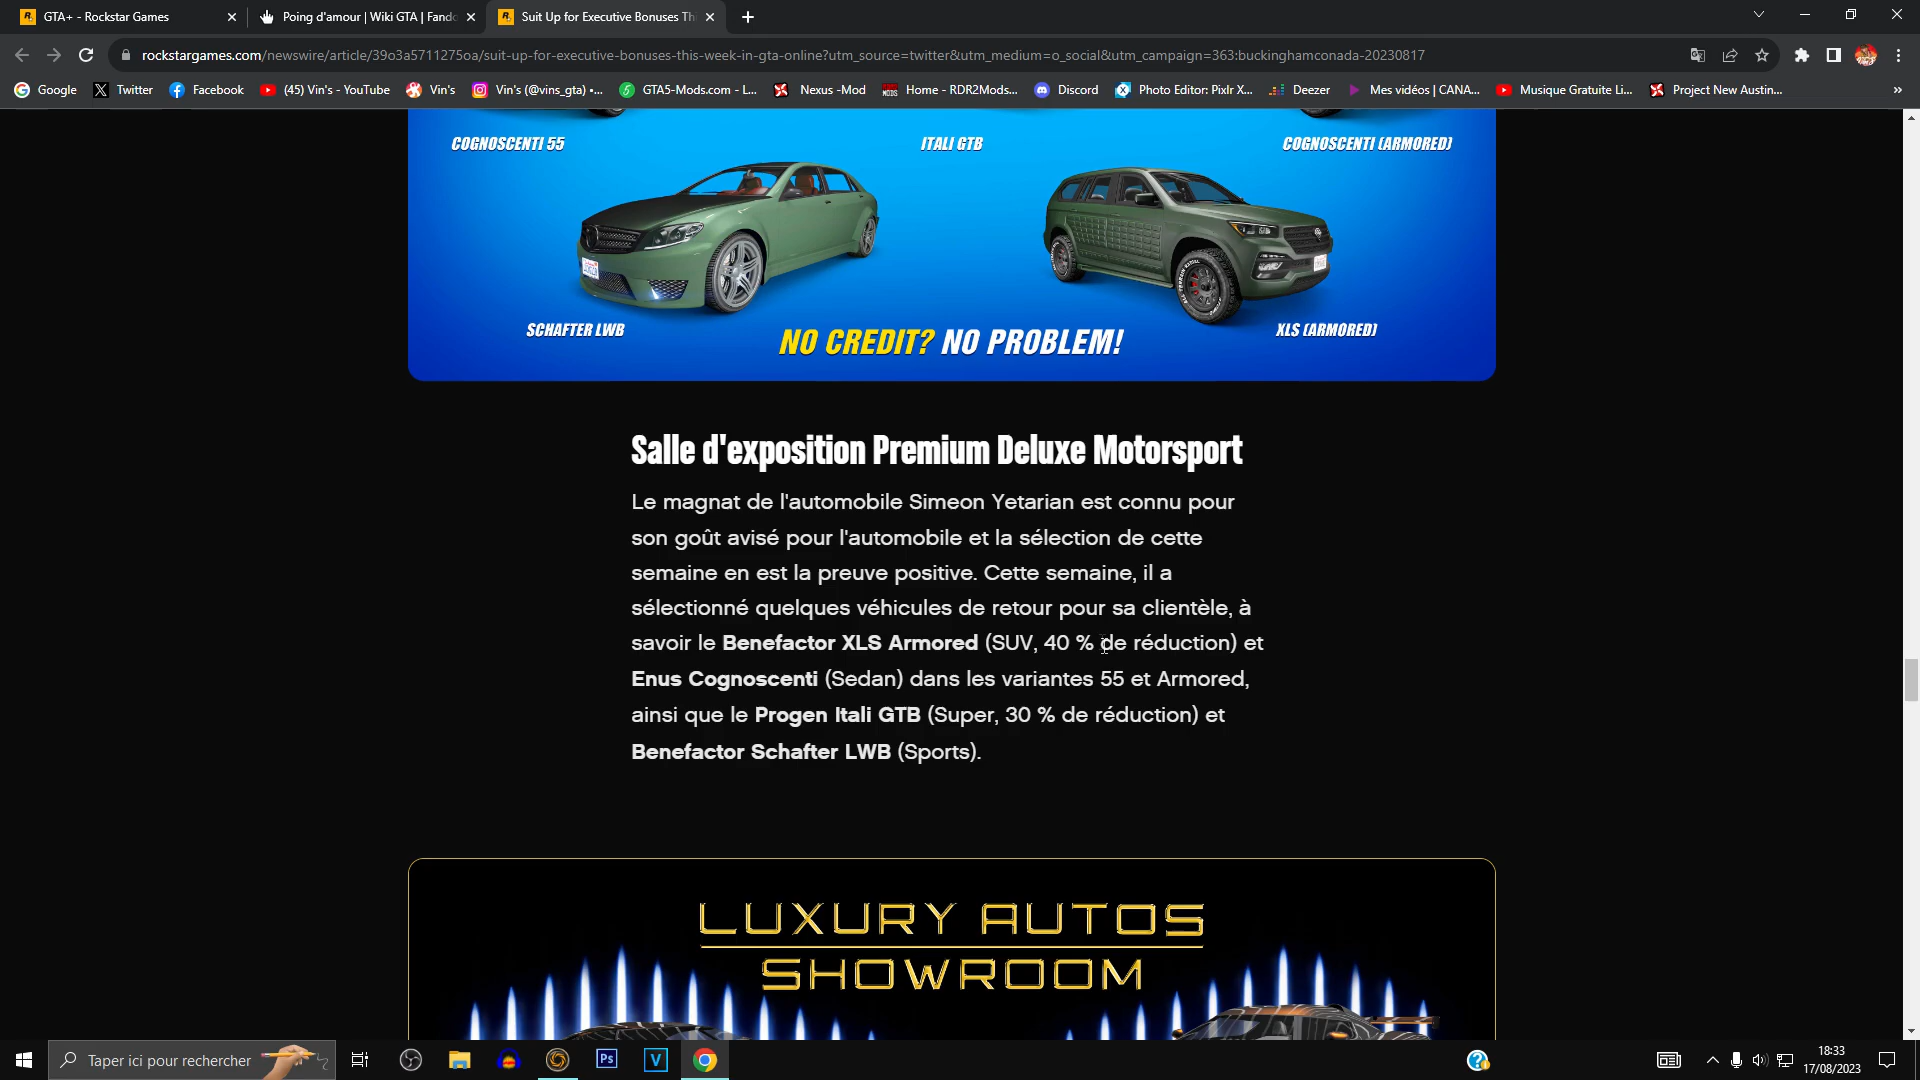 GTA+ - Rockstar Games
Poing d'amour | Wiki GTA | Fando
Suit Up for Executive Bonuses Thi
rockstargames.com/newswire/article/39o3a5711275oa/suit-up-for-executive-bonuses-this-week-in-gta-online?utm_source=twitter&utm_medium=o_social&utm_campaign=363:buckinghamconada-20230817
Google
Twitter
Facebook
(45) Vin's - YouTube
Vin's
Vin's (@vins_gta) •...
GTA5-Mods.com - L...
Nexus -Mod
Home - RDR2Mods...
Discord
Photo Editor: Pixlr X...
Deezer
Mes vidéos | CANA...
Musique Gratuite Li...
Project New Austin...
»
COGNOSCENTI 55
ITALI GTB
COGNOSCENTI (ARMORED)
SCHAFTER LWB
NO CREDIT? NO PROBLEM!
XLS (ARMORED)
Salle d'exposition Premium Deluxe Motorsport
Le magnat de l'automobile Simeon Yetarian est connu pour
son goût avisé pour l'automobile et la sélection de cette
semaine en est la preuve positive. Cette semaine, il a
sélectionné quelques véhicules de retour pour sa clientèle, à
savoir le Benefactor XLS Armored (SUV, 40 % de réduction) et
Enus Cognoscenti (Sedan) dans les variantes 55 et Armored,
ainsi que le Progen Itali GTB (Super, 30 % de réduction) et
Benefactor Schafter LWB (Sports).
LUXURY AUTOS
SHOWROOM
Taper ici pour rechercher
Ps
V
18:33
17/08/2023